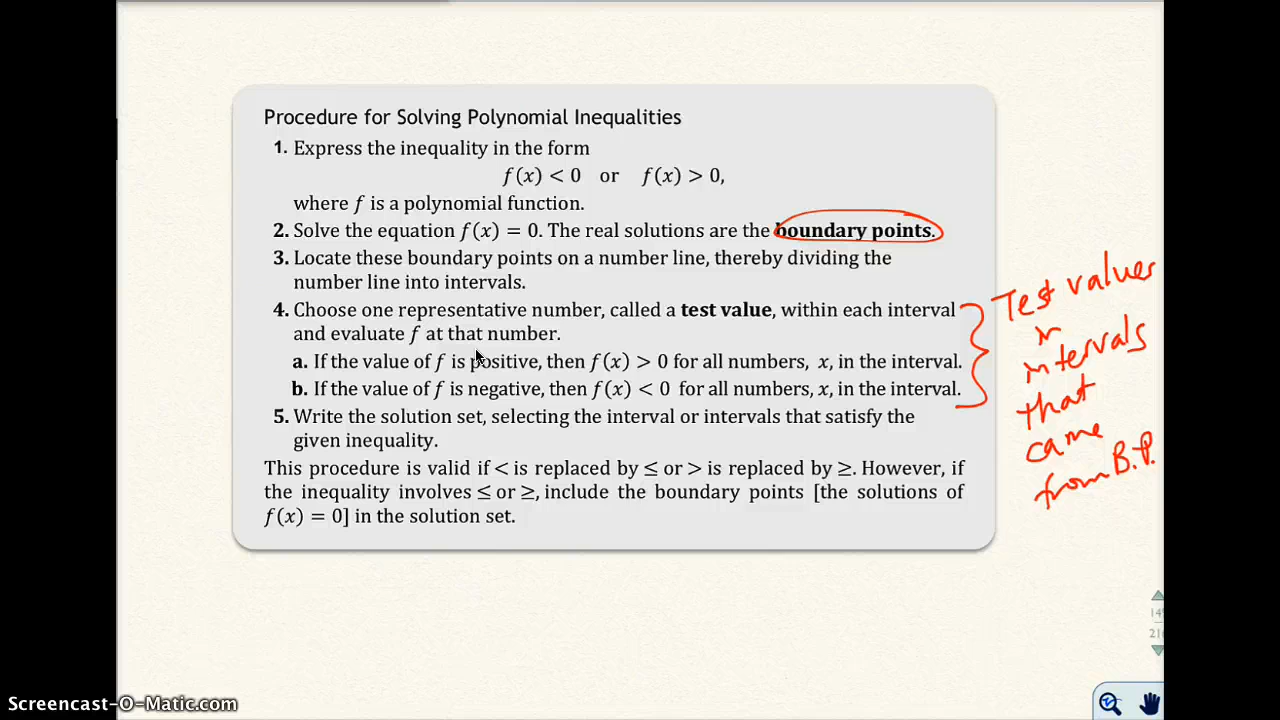 Procedure for Solving Polynomial Inequalities
1. Express the inequality in the form
f(x) < 0 or f(x) > 0,
where f is a polynomial function.
2. Solve the equation f(x) = 0. The real solutions are the boundary points.
3. Locate these boundary points on a number line, thereby dividing the
number line into intervals.
4. Choose one representative number, called a test value, within each interval
and evaluate f at that number.
a. If the value of f is positive, then f(x) > 0 for all numbers, x, in the interval.
b. If the value of f is negative, then f(x) < 0 for all numbers, x, in the interval.
5. Write the solution set, selecting the interval or intervals that satisfy the
given inequality.
This procedure is valid if < is replaced by ≤ or > is replaced by ≥. However, if
the inequality involves ≤ or ≥, include the boundary points [the solutions of
f(x) = 0] in the solution set.
Test values
in
intervals
that
came
from B.P.
Screencast-O-Matic.com